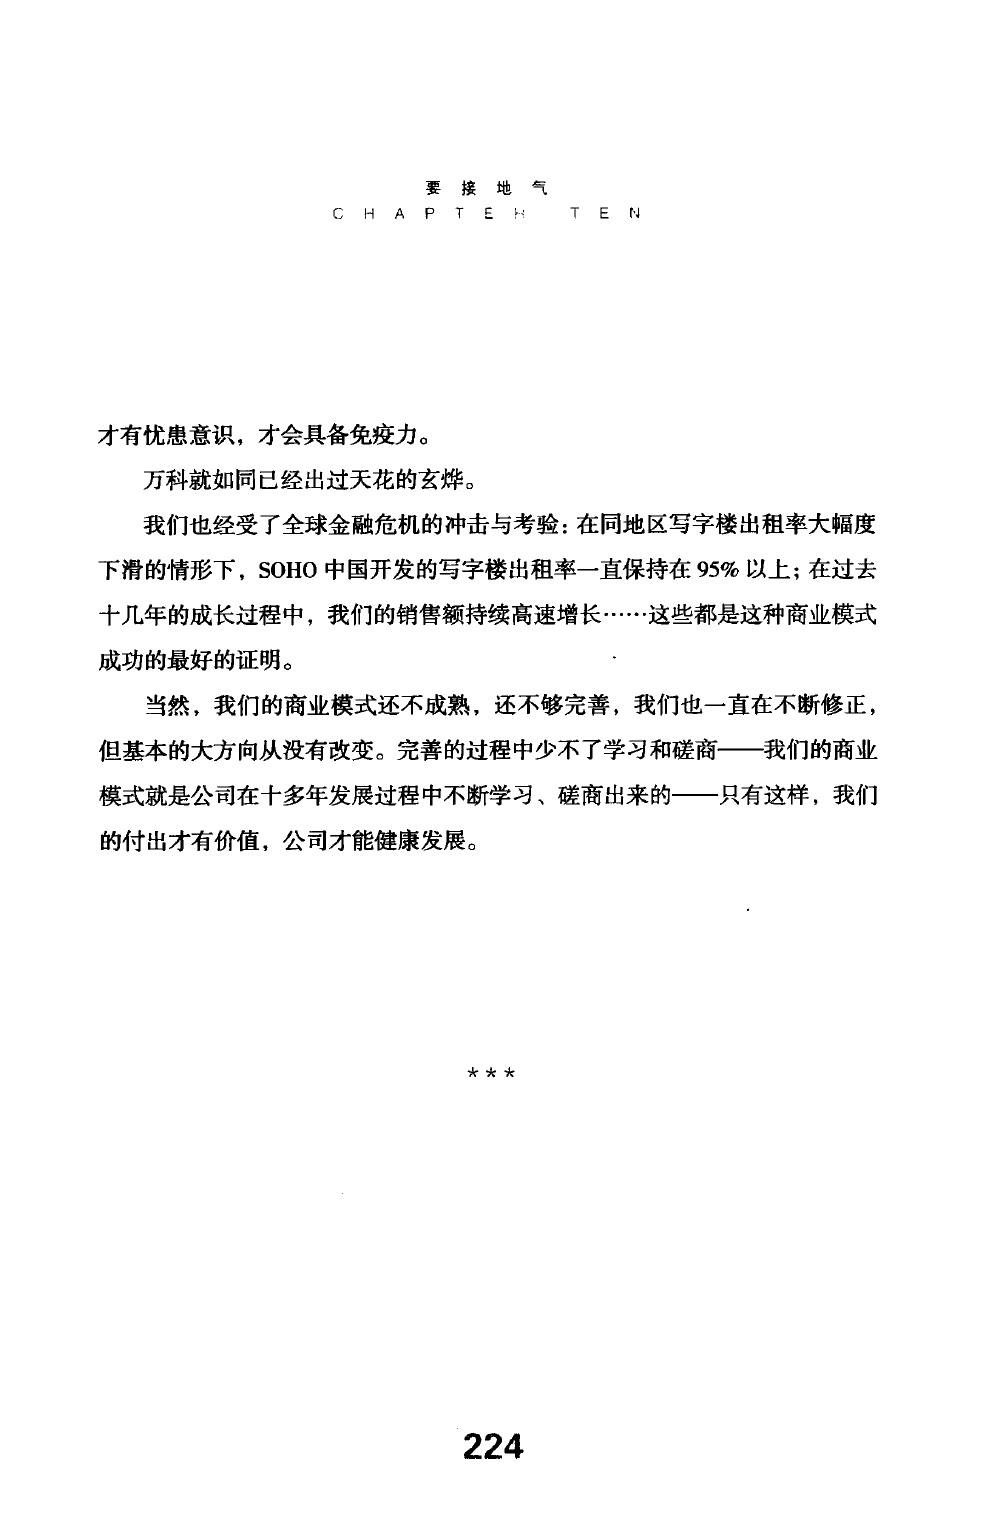 要接地气
CHAPTER TEN
才有忧患意识，才会具备免疫力。
万科就如同已经出过天花的玄烨。
我们也经受了全球金融危机的冲击与考验：在同地区写字楼出租率大幅度
下滑的情形下，SOHO 中国开发的写字楼出租率一直保持在 95% 以上；在过去
十几年的成长过程中，我们的销售额持续高速增长……这些都是这种商业模式
成功的最好的证明。
当然，我们的商业模式还不成熟，还不够完善，我们也一直在不断修正，
但基本的大方向从没有改变。完善的过程中少不了学习和磋商——我们的商业
模式就是公司在十多年发展过程中不断学习、磋商出来的——只有这样，我们
的付出才有价值，公司才能健康发展。
***
224